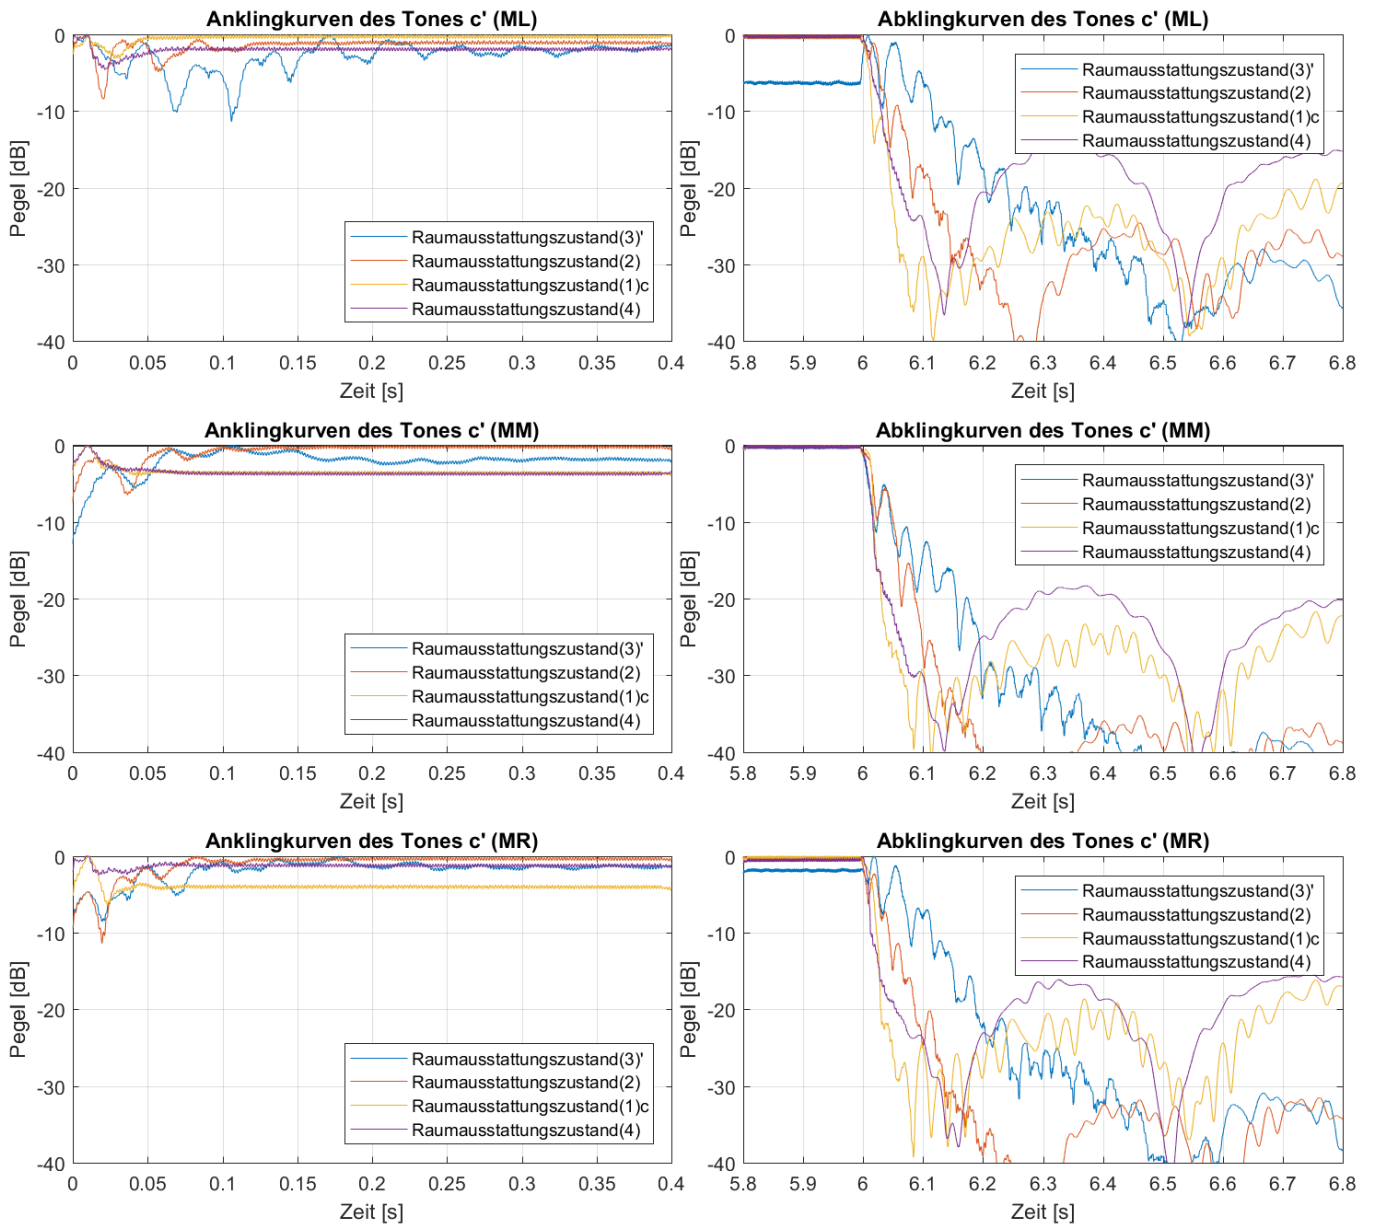 Anklingkurven des Tones c' (ML)
0
-10
-20
-30
-40
Pegel [dB]
Raumausstattungszustand(3)'
Raumausstattungszustand(2)
Raumausstattungszustand(1)c
Raumausstattungszustand(4)
0 0.05 0.1 0.15 0.2 0.25 0.3 0.35 0.4
Zeit [s]
Abklingkurven des Tones c' (ML)
0
-10
-20
-30
-40
Pegel [dB]
Raumausstattungszustand(3)'
Raumausstattungszustand(2)
Raumausstattungszustand(1)c
Raumausstattungszustand(4)
5.8 5.9 6 6.1 6.2 6.3 6.4 6.5 6.6 6.7 6.8
Zeit [s]
Anklingkurven des Tones c' (MM)
0
-10
-20
-30
-40
Pegel [dB]
Raumausstattungszustand(3)'
Raumausstattungszustand(2)
Raumausstattungszustand(1)c
Raumausstattungszustand(4)
0 0.05 0.1 0.15 0.2 0.25 0.3 0.35 0.4
Zeit [s]
Abklingkurven des Tones c' (MM)
0
-10
-20
-30
-40
Pegel [dB]
Raumausstattungszustand(3)'
Raumausstattungszustand(2)
Raumausstattungszustand(1)c
Raumausstattungszustand(4)
5.8 5.9 6 6.1 6.2 6.3 6.4 6.5 6.6 6.7 6.8
Zeit [s]
Anklingkurven des Tones c' (MR)
0
-10
-20
-30
-40
Pegel [dB]
Raumausstattungszustand(3)'
Raumausstattungszustand(2)
Raumausstattungszustand(1)c
Raumausstattungszustand(4)
0 0.05 0.1 0.15 0.2 0.25 0.3 0.35 0.4
Zeit [s]
Abklingkurven des Tones c' (MR)
0
-10
-20
-30
-40
Pegel [dB]
Raumausstattungszustand(3)'
Raumausstattungszustand(2)
Raumausstattungszustand(1)c
Raumausstattungszustand(4)
5.8 5.9 6 6.1 6.2 6.3 6.4 6.5 6.6 6.7 6.8
Zeit [s]